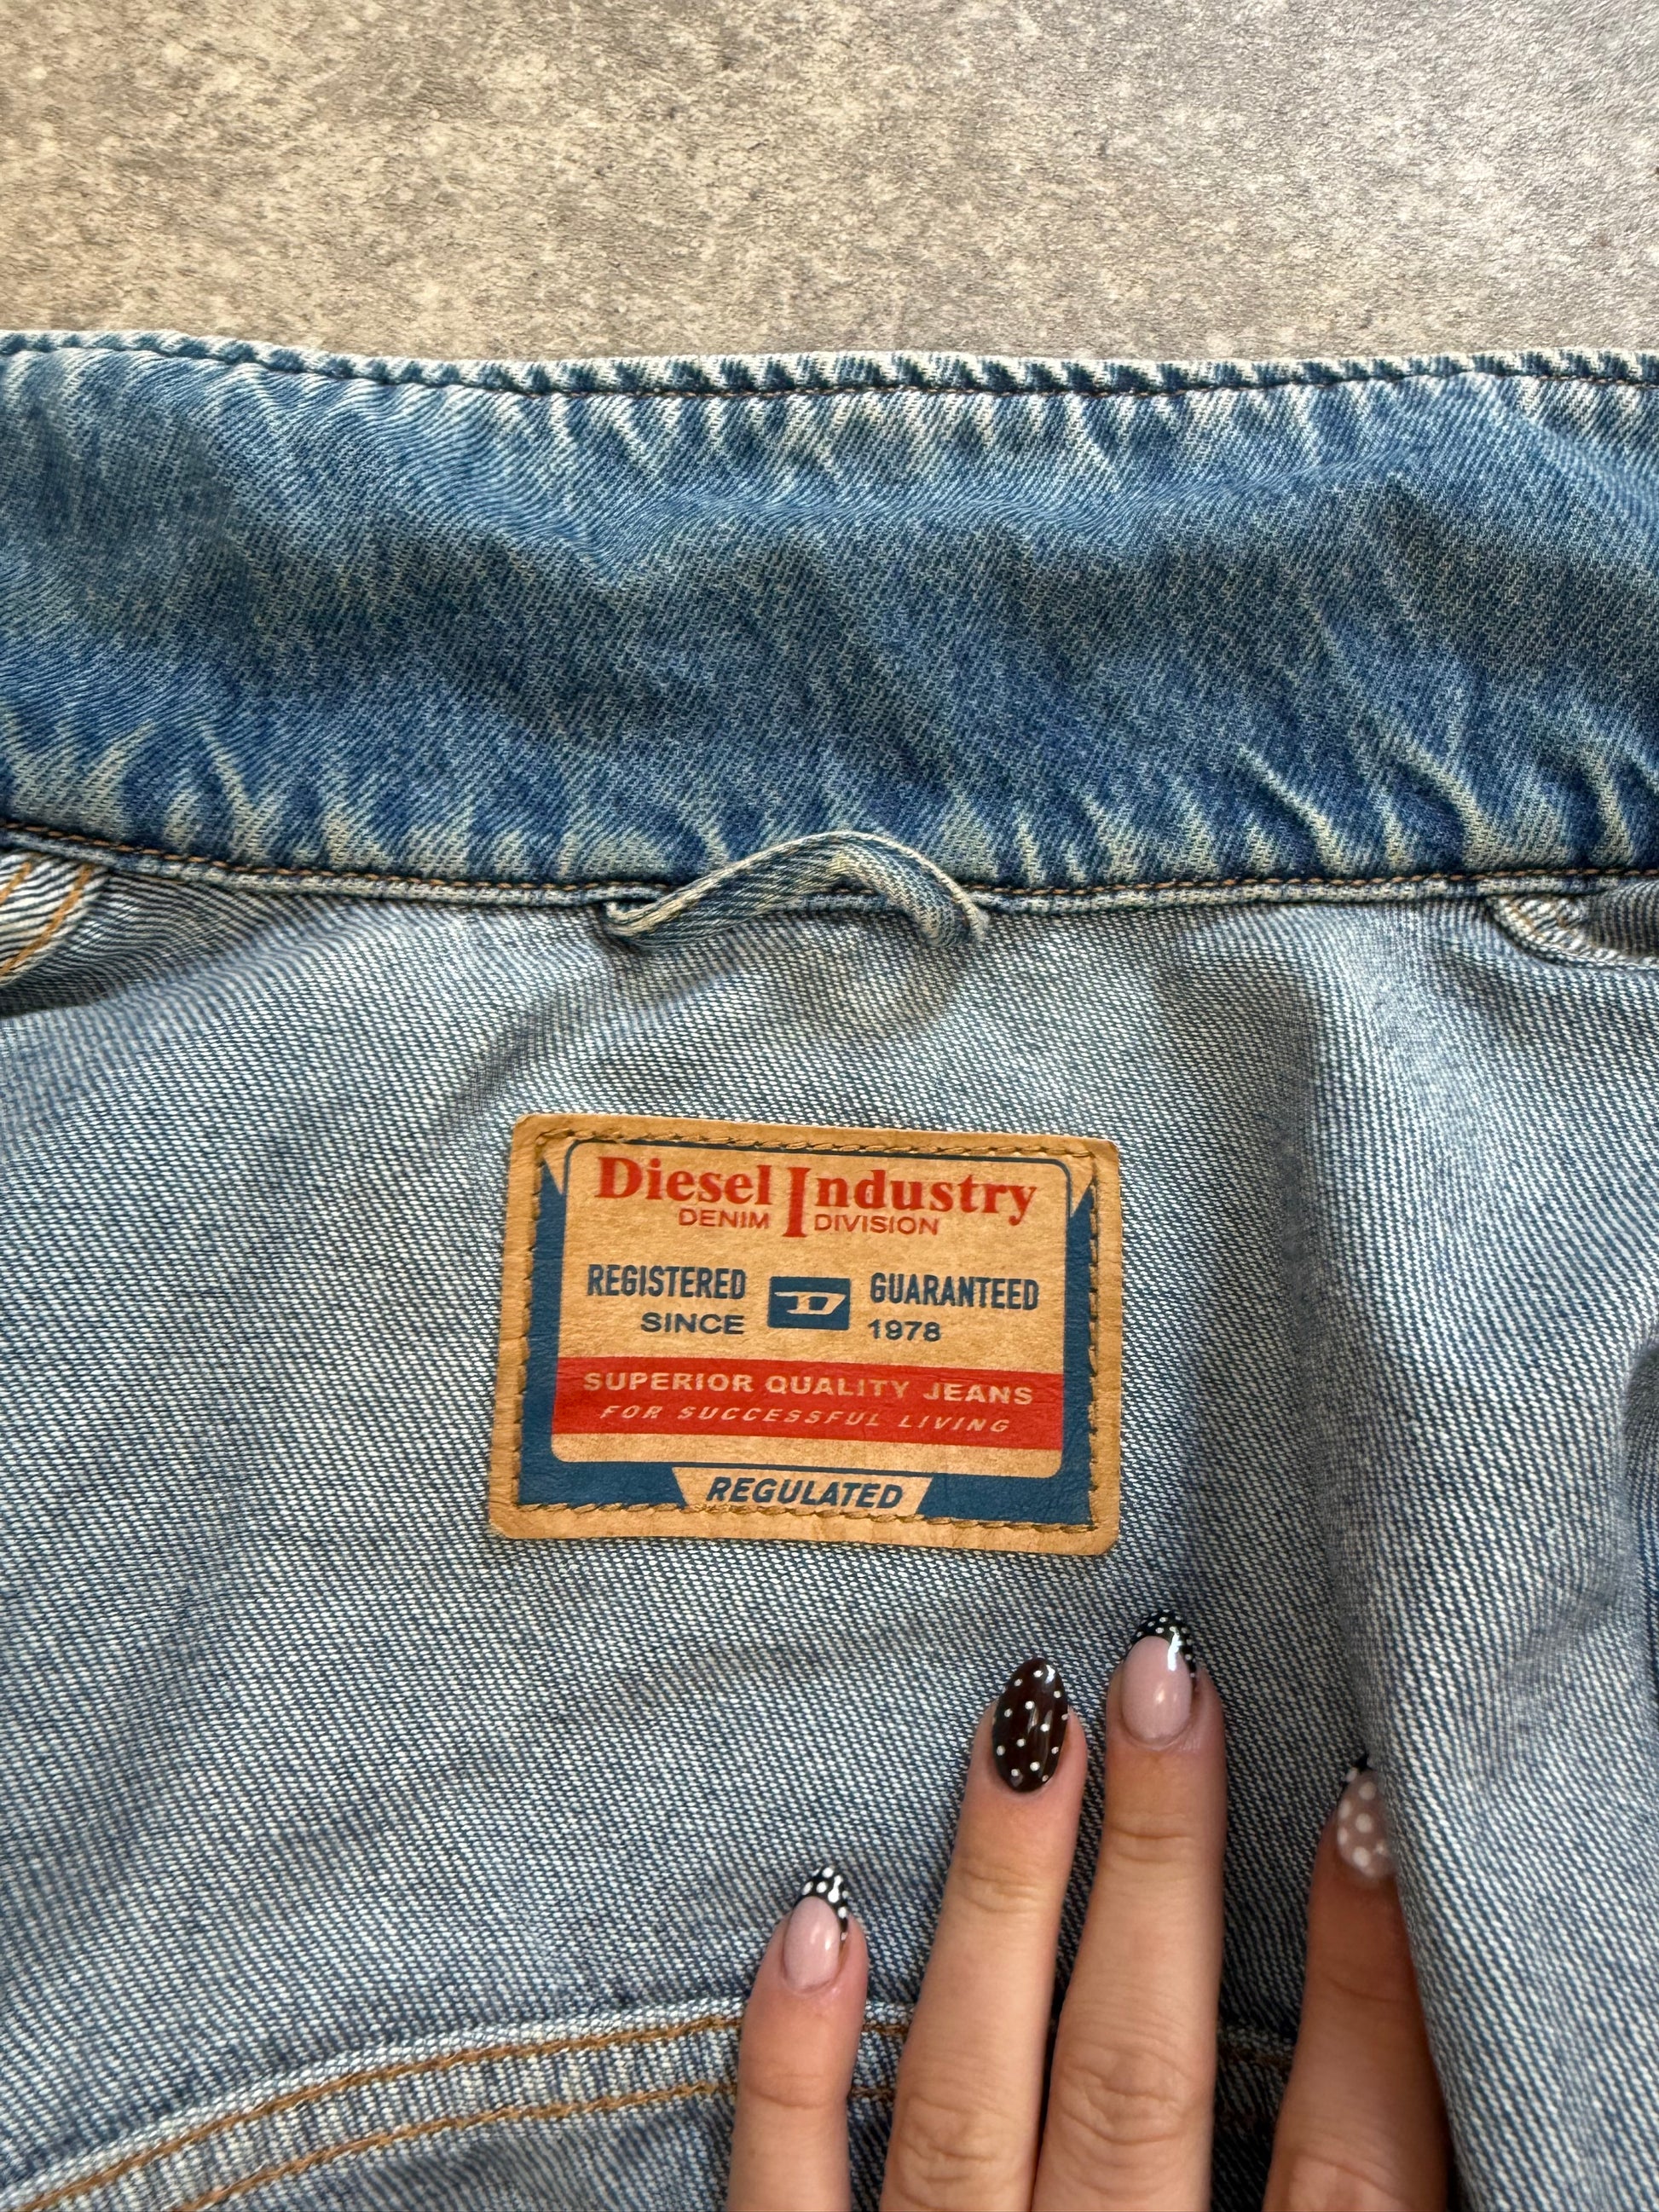 Diesel Industry
DENIM DIVISION
REGISTERED D GUARANTEED
SINCE 1978
SUPERIOR QUALITY JEANS
FOR SUCCESSFUL LIVING
REGULATED